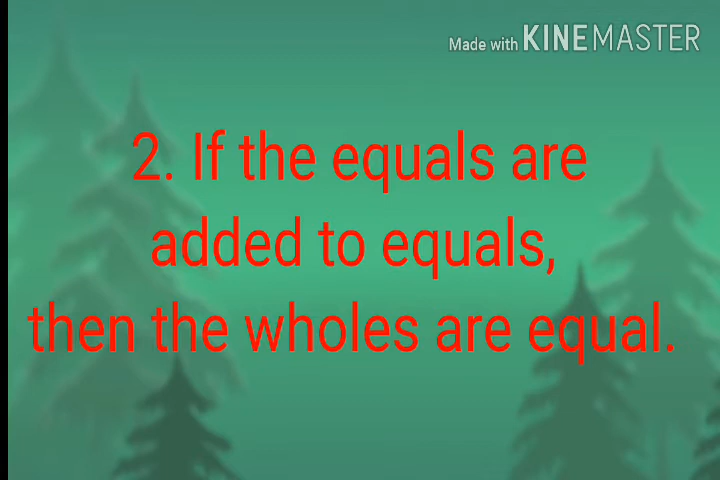 Made with KINEMASTER
2. If the equals are
added to equals,
then the wholes are equal.